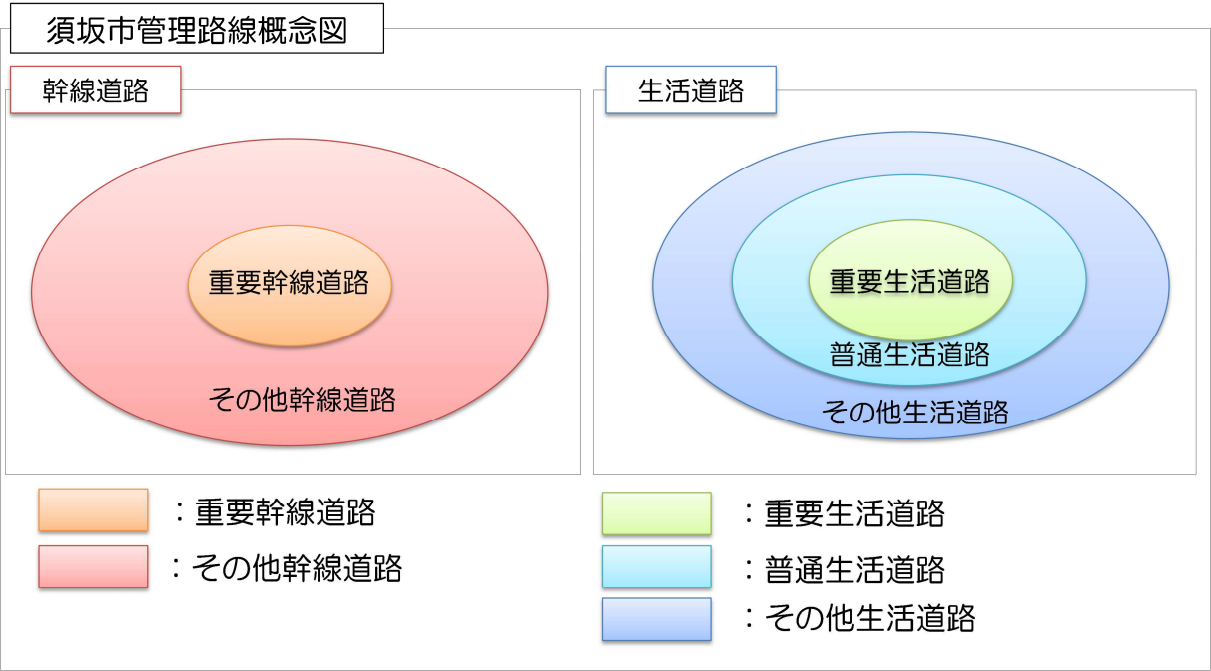 須坂市管理路線概念図
幹線道路
重要幹線道路
その他幹線道路
：重要幹線道路
：その他幹線道路
生活道路
重要生活道路
普通生活道路
その他生活道路
：重要生活道路
：普通生活道路
：その他生活道路